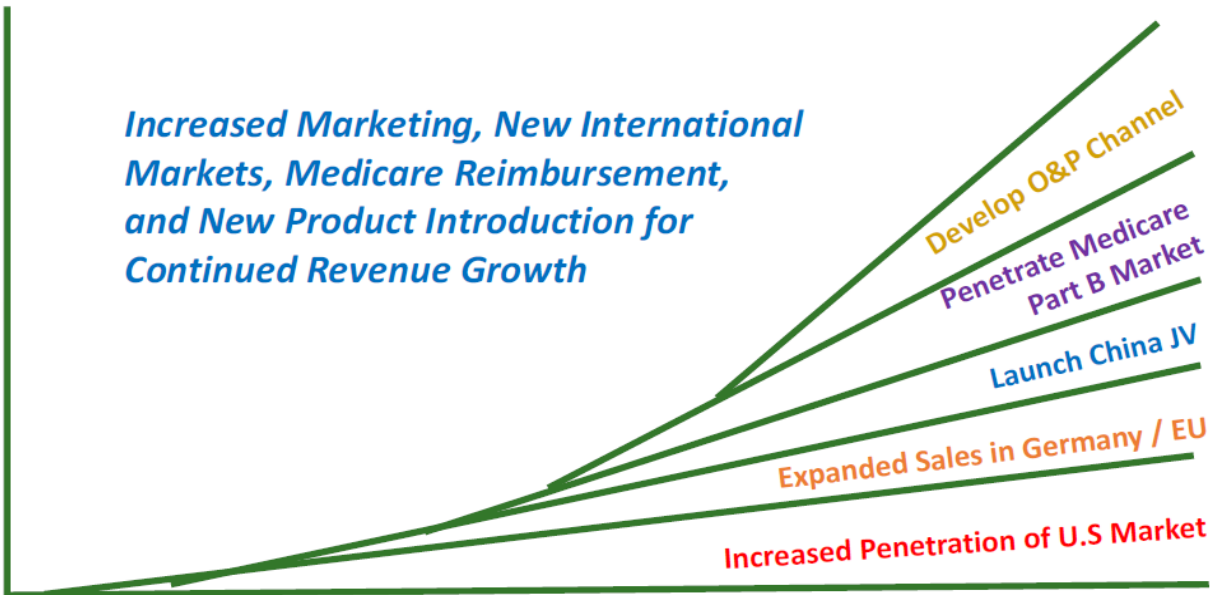 Increased Marketing, New International
Markets, Medicare Reimbursement,
and New Product Introduction for
Continued Revenue Growth
Develop O&P Channel
Penetrate Medicare
Part B Market
Launch China JV
Expanded Sales in Germany / EU
Increased Penetration of U.S Market